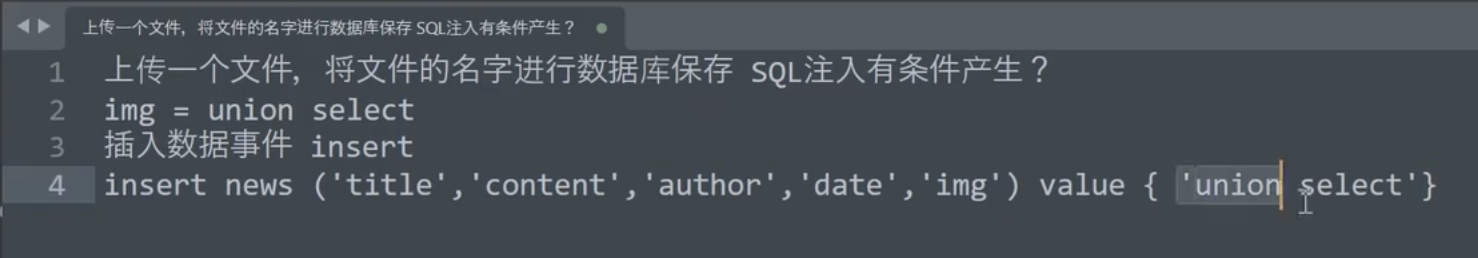 上传一个文件，将文件的名字进行数据库保存 SQL注入有条件产生？
1 上传一个文件，将文件的名字进行数据库保存 SQL注入有条件产生？
2 img = union select
3 插入数据事件 insert
4 insert news ('title','content','author','date','img') value { 'union select'}